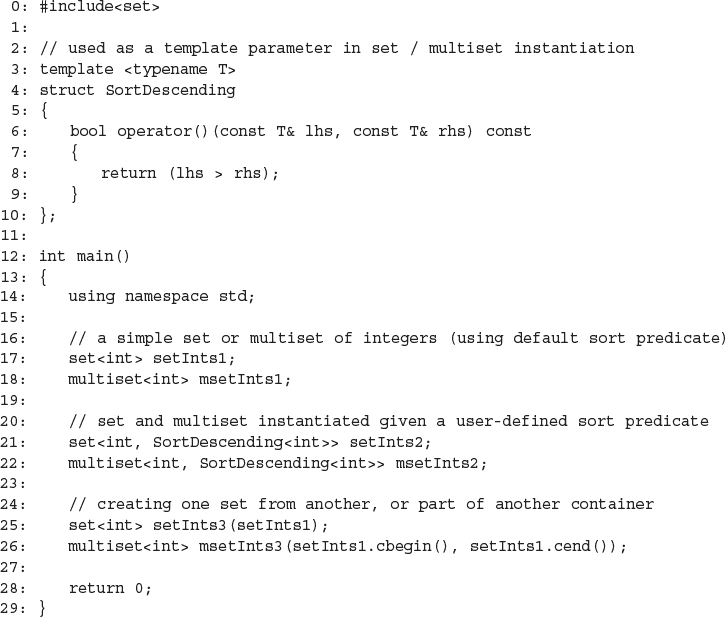 0: #include<set>
1:
2: // used as a template parameter in set / multiset instantiation
3: template <typename T>
4: struct SortDescending
5: {
6:    bool operator()(const T& lhs, const T& rhs) const
7:    {
8:       return (lhs > rhs);
9:    }
10: };
11:
12: int main()
13: {
14:    using namespace std;
15:
16:    // a simple set or multiset of integers (using default sort predicate)
17:    set<int> setInts1;
18:    multiset<int> msetInts1;
19:
20:    // set and multiset instantiated given a user-defined sort predicate
21:    set<int, SortDescending<int>> setInts2;
22:    multiset<int, SortDescending<int>> msetInts2;
23:
24:    // creating one set from another, or part of another container
25:    set<int> setInts3(setInts1);
26:    multiset<int> msetInts3(setInts1.cbegin(), setInts1.cend());
27:
28:    return 0;
29: }